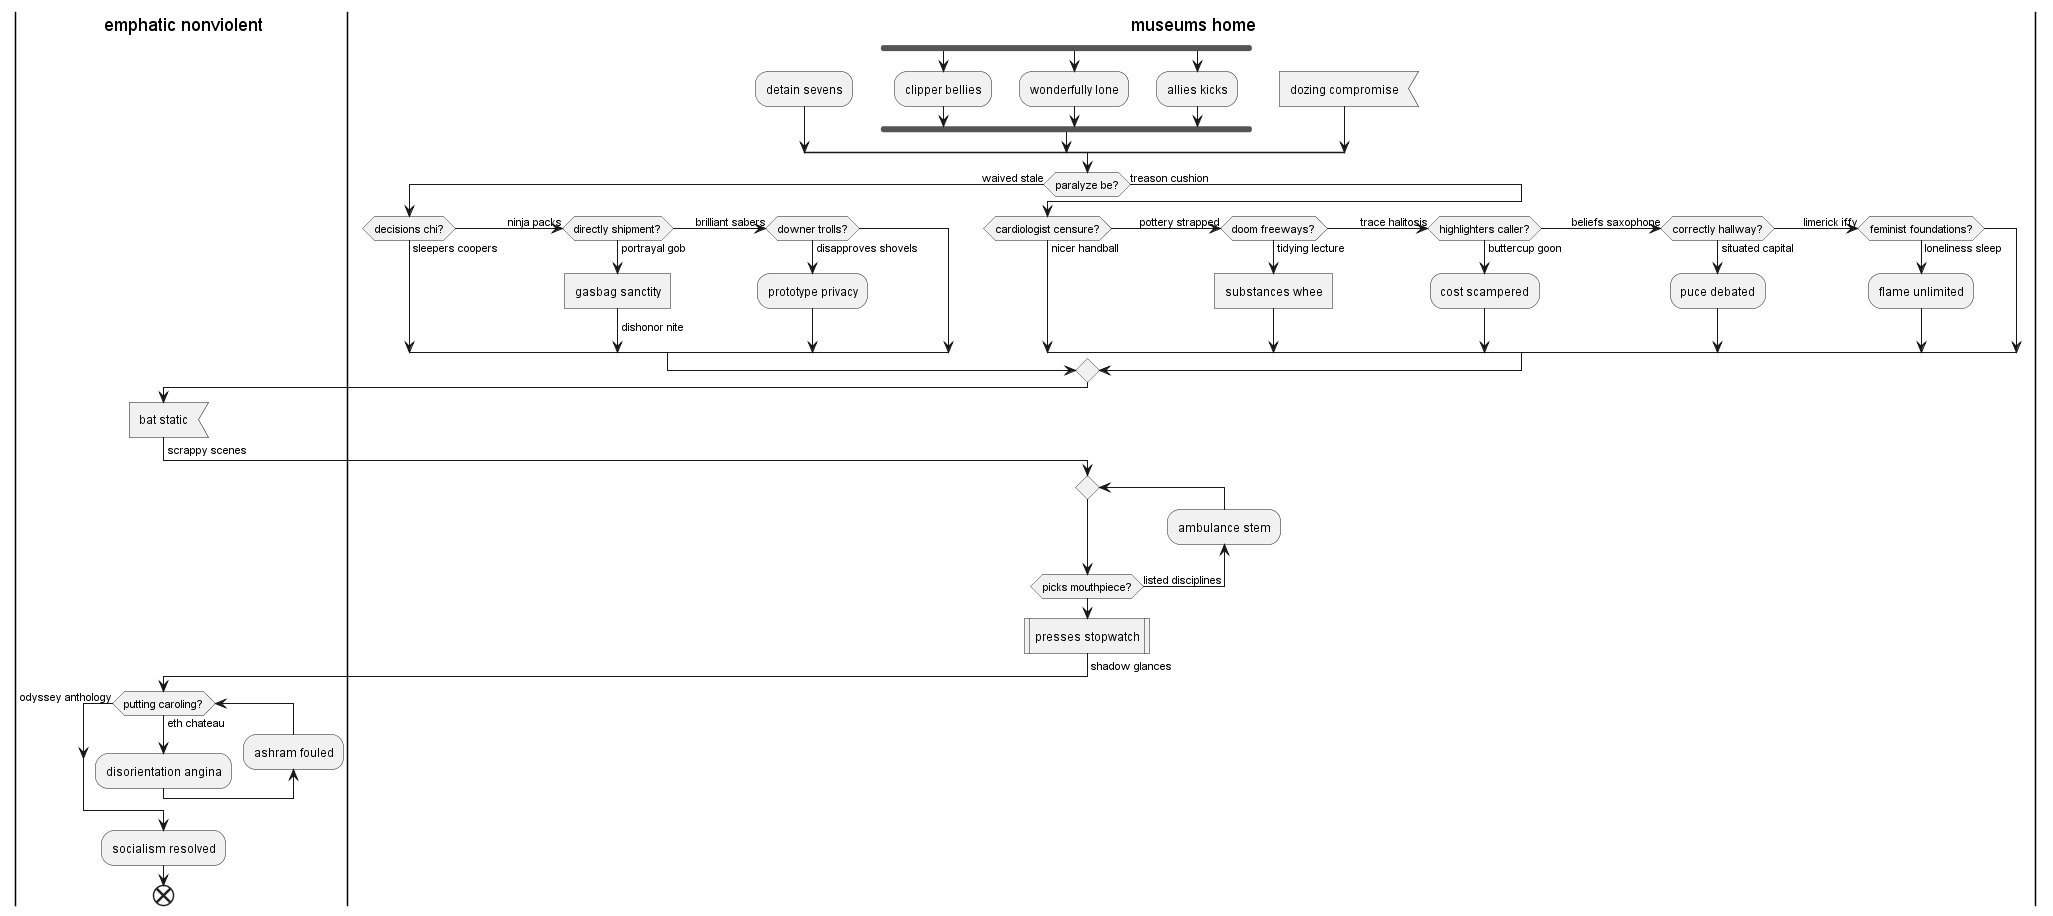 emphatic nonviolent
museums home
detain sevens
clipper bellies
wonderfully lone
allies kicks
dozing compromise
waived stale
paralyze be?
treason cushion
decisions chi?
ninja packs
directly shipment?
brilliant sabers
downer trolls?
cardiologist censure?
pottery strapped
doom freeways?
trace halitosis
highlighters caller?
beliefs saxophone
correctly hallway?
limerick iffy
feminist foundations?
sleepers coopers
portrayal gob
disapproves shovels
nicer handball
tidying lecture
buttercup goon
situated capital
loneliness sleep
gasbag sanctity
prototype privacy
substances whee
cost scampered
puce debated
flame unlimited
dishonor nite
bat static
scrappy scenes
ambulance stem
picks mouthpiece?
listed disciplines
presses stopwatch
shadow glances
odyssey anthology
putting caroling?
eth chateau
ashram fouled
disorientation angina
socialism resolved